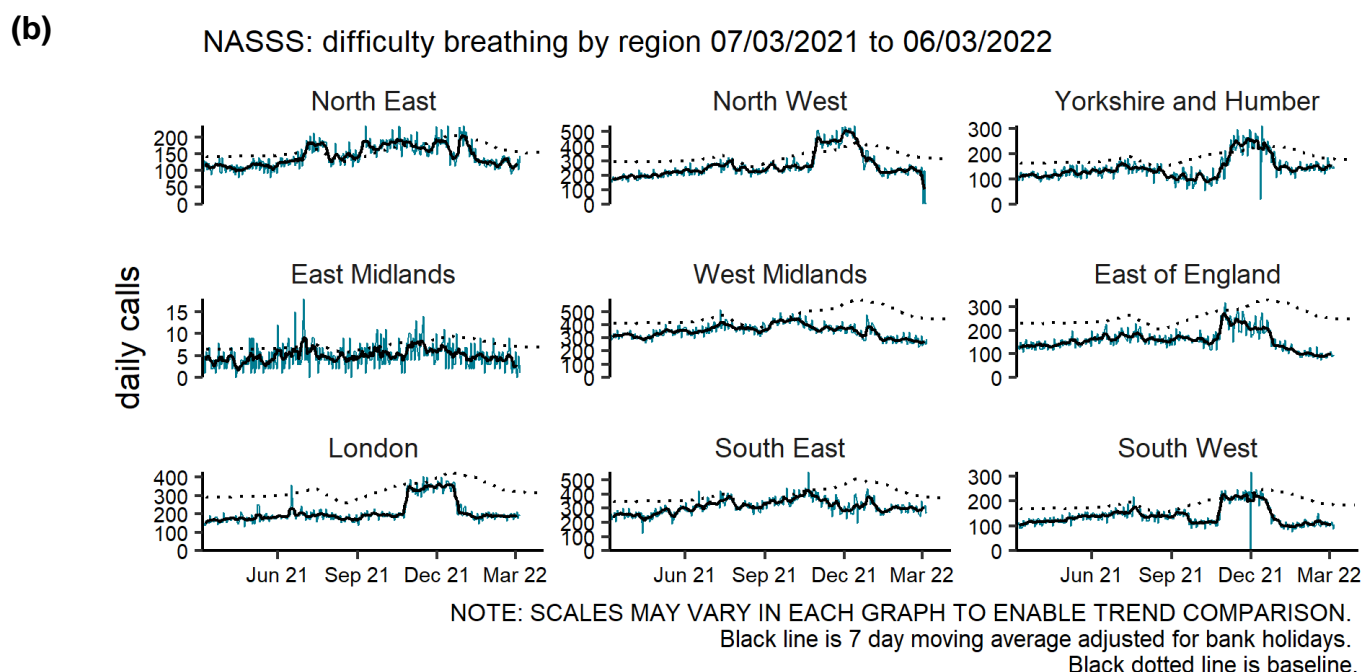 (b)
NASSS: difficulty breathing by region 07/03/2021 to 06/03/2022
daily calls
North East
200
150
100
50
0
North West
500
400
300
200
100
0
Yorkshire and Humber
300
200
100
0
East Midlands
15
10
5
0
West Midlands
500
400
300
200
100
0
East of England
300
200
100
0
London
400
300
200
100
0
Jun 21 Sep 21 Dec 21 Mar 22
South East
500
400
300
200
100
0
Jun 21 Sep 21 Dec 21 Mar 22
South West
300
200
100
0
Jun 21 Sep 21 Dec 21 Mar 22
NOTE: SCALES MAY VARY IN EACH GRAPH TO ENABLE TREND COMPARISON.
Black line is 7 day moving average adjusted for bank holidays.
Black dotted line is baseline.